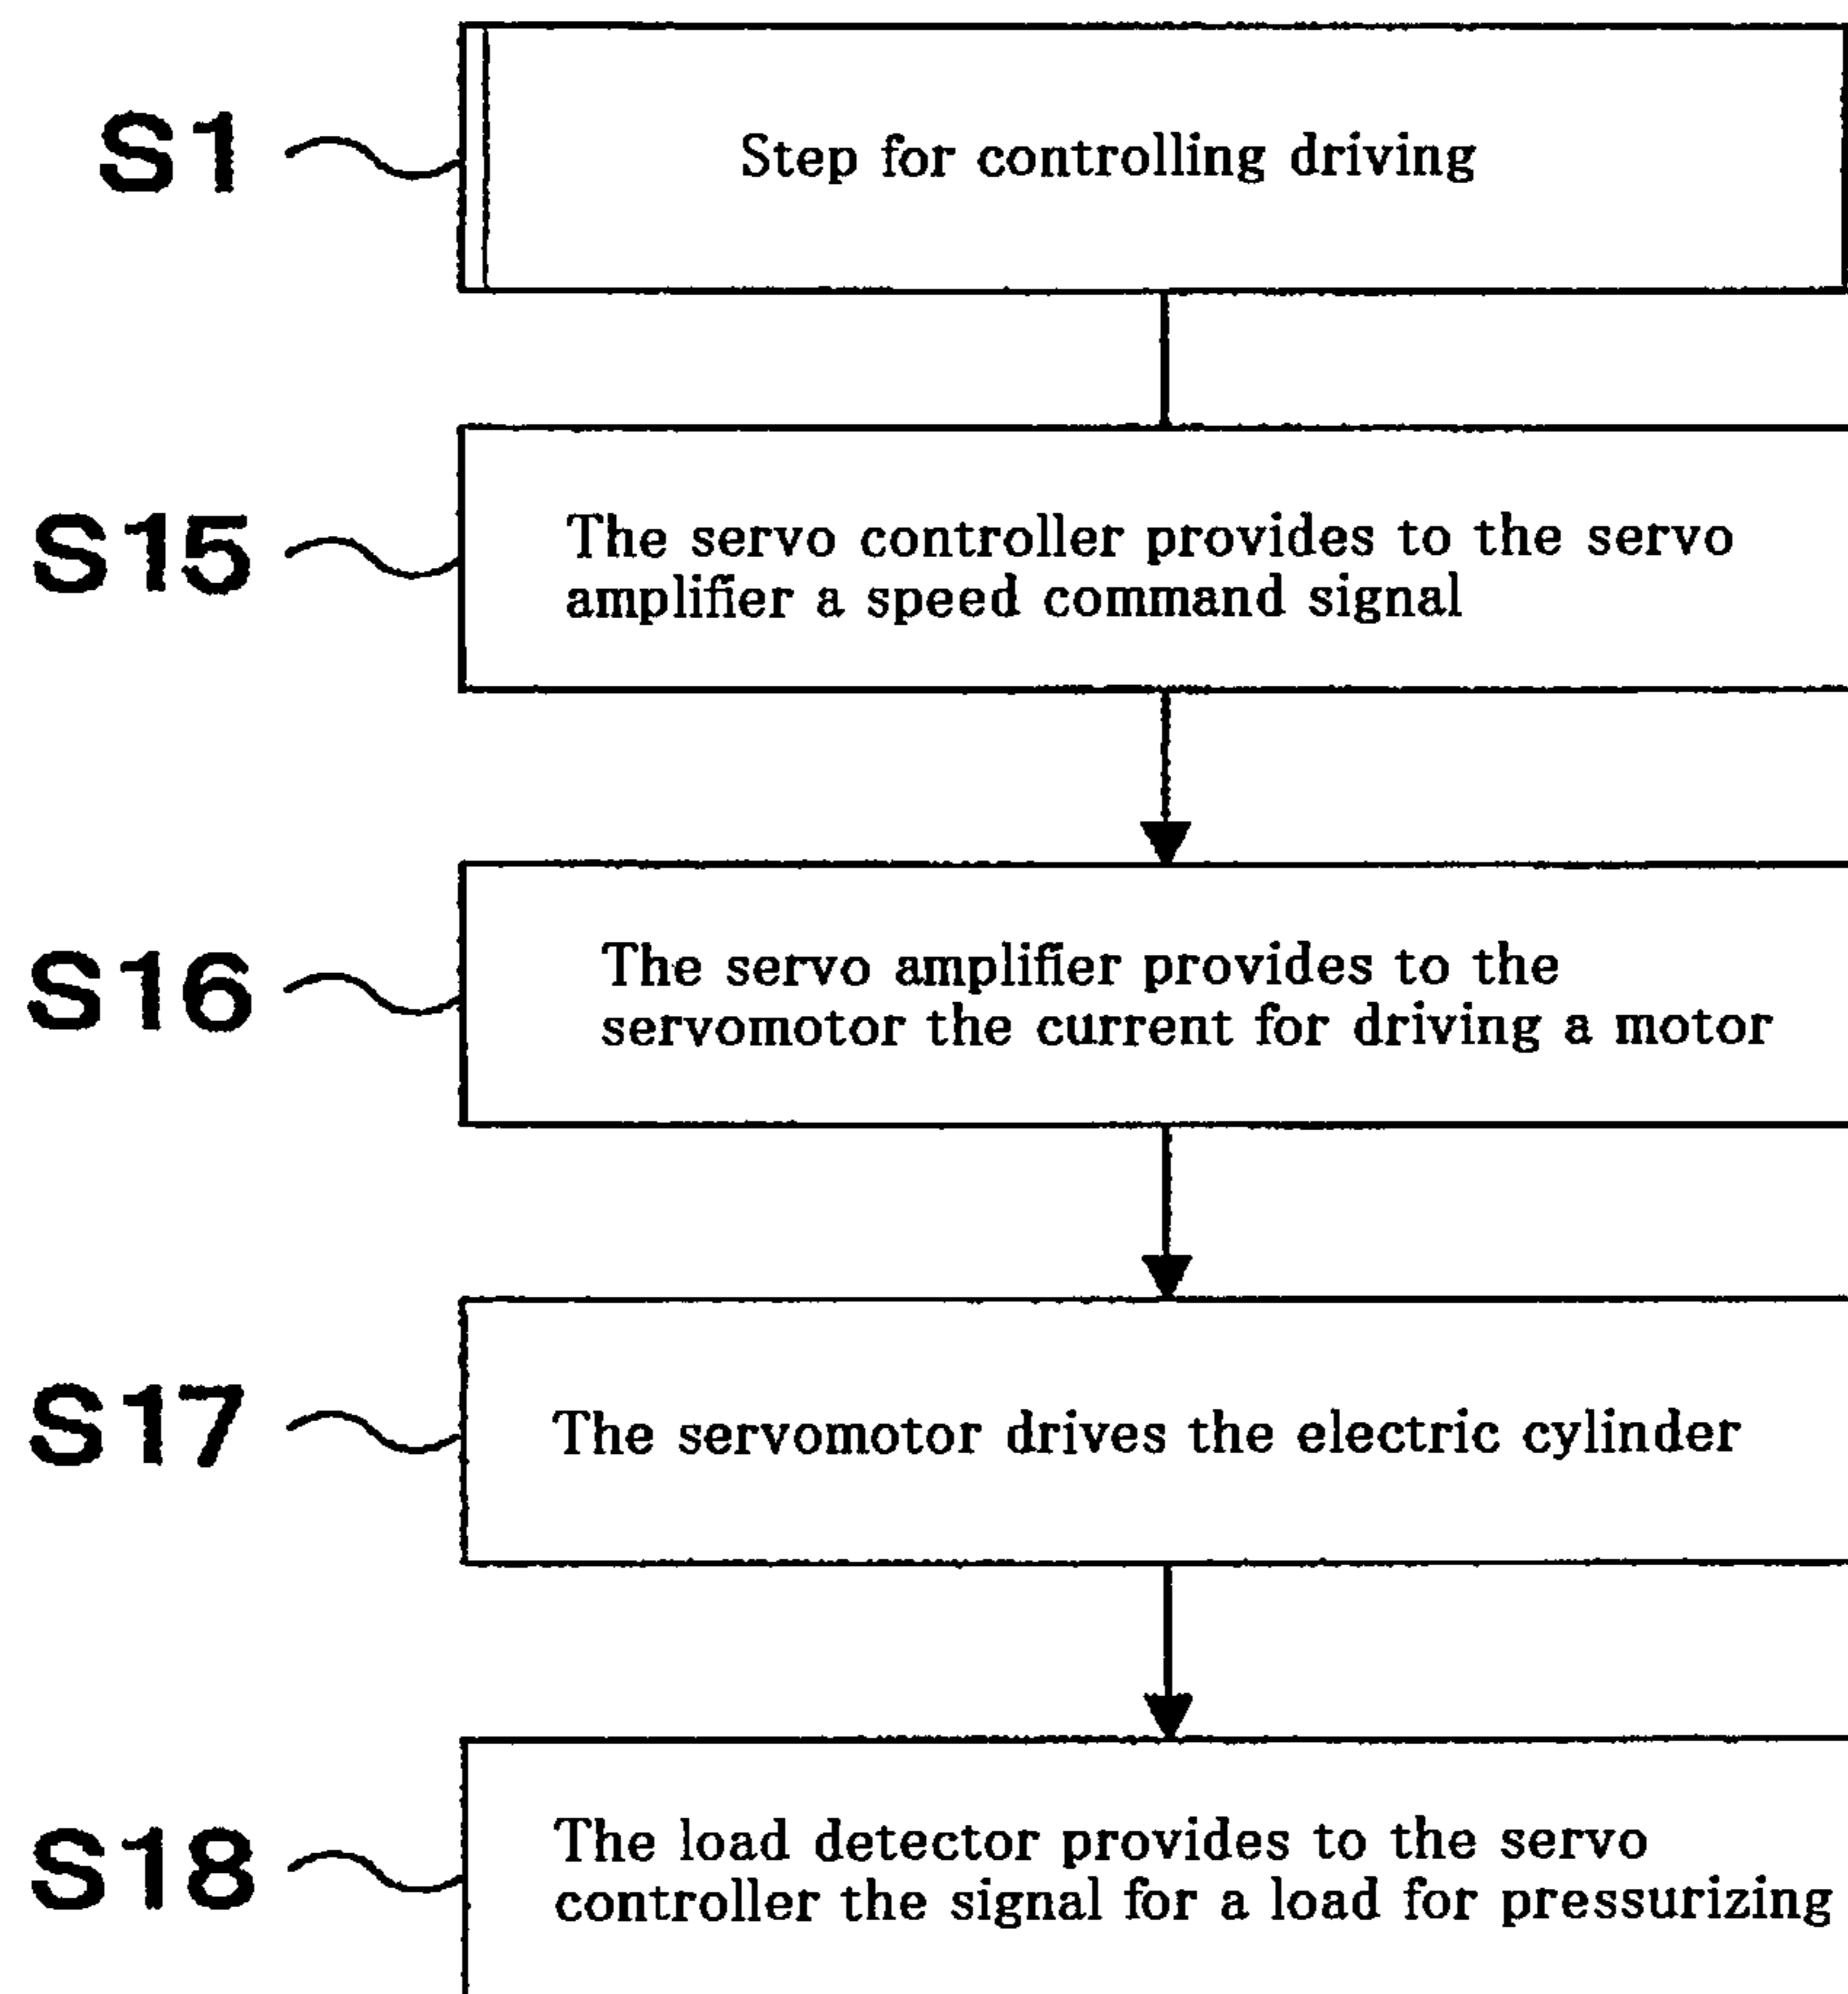 S1
Step for controlling driving
S15
The servo controller provides to the servo
amplifier a speed command signal
S16
The servo amplifier provides to the
servomotor the current for driving a motor
S17
The servomotor drives the electric cylinder
S18
The load detector provides to the servo
controller the signal for a load for pressurizing